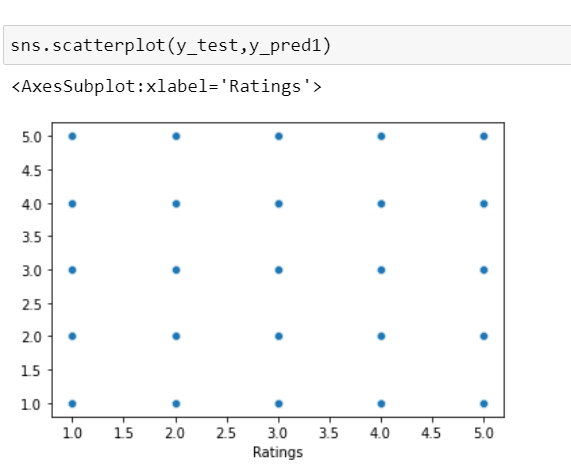 sns.scatterplot(y_test,y_pred1)
<AxesSubplot:xlabel='Ratings'>
5.0
4.5
4.0
3.5
3.0
2.5
2.0
1.5
1.0
1.0 1.5 2.0 2.5 3.0 3.5 4.0 4.5 5.0
Ratings